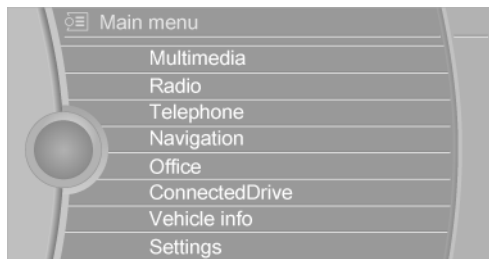 Main menu
Multimedia
Radio
Telephone
Navigation
Office
ConnectedDrive
Vehicle info
Settings